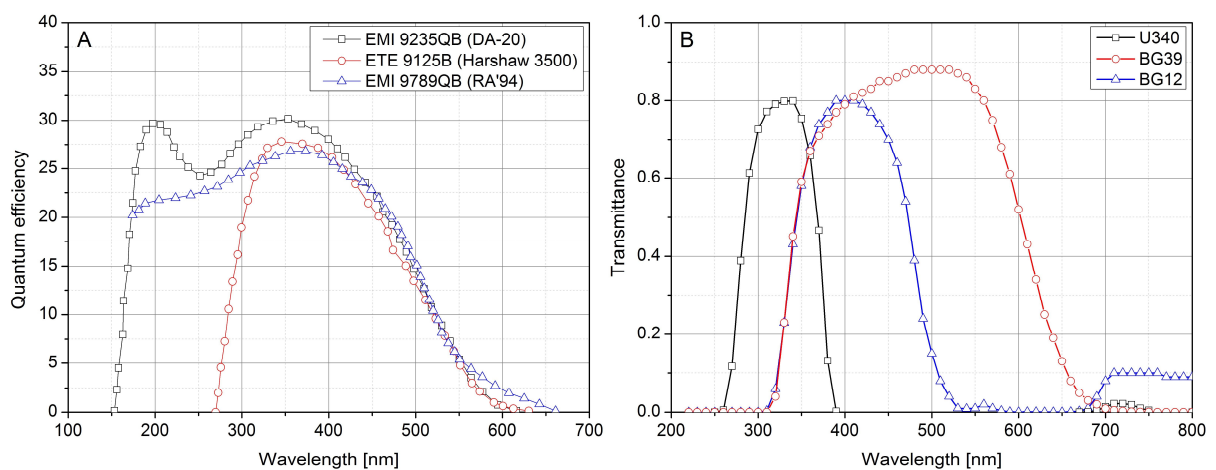 A
EMI 9235QB (DA-20)
ETE 9125B (Harshaw 3500)
EMI 9789QB (RA'94)
Quantum efficiency
40
35
30
25
20
15
10
5
0
100 200 300 400 500 600 700
Wavelength [nm]
B
U340
BG39
BG12
Transmittance
1.0
0.8
0.6
0.4
0.2
0.0
200 300 400 500 600 700 800
Wavelength [nm]